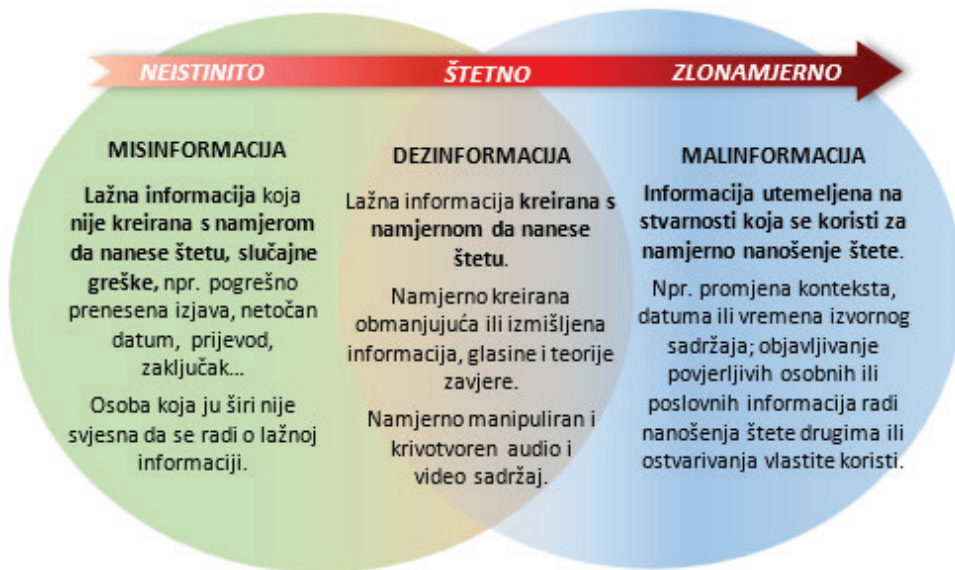 NEISTINITO
ŠTETNO
ZLONAMJERNO
MISINFORMACIJA
Lažna informacija koja
nije kreirana s namjerom
da nanese štetu, slučajne
greške, npr. pogrešno
prenesena izjava, netočan
datum, prijevod,
zaključak...
Osoba koja ju širi nije
svjesna da se radi o lažnoj
informaciji.
DEZINFORMACIJA
Lažna informacija kreirana s
namjernom da nanese
štetu.
Namjerno kreirana
obmanjujuća ili izmišljena
informacija, glasine i teorije
zavjere.
Namjerno manipuliran i
krivotvoren audio i
video sadržaj.
MALINFORMACIJA
Informacija utemeljena na
stvarnosti koja se koristi za
namjerno nanošenje štete.
Npr. promjena konteksta,
datuma ili vremena izvornog
sadržaja; objavljivanje
povjerljivih osobnih ili
poslovnih informacija radi
nanošenja štete drugima ili
ostvarivanja vlastite koristi.